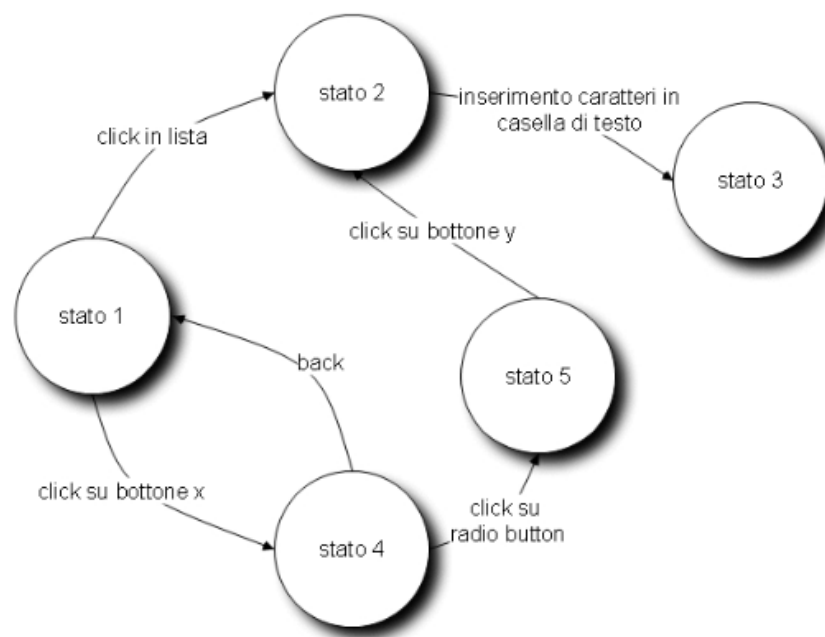 stato 2
inserimento caratteri in
casella di testo
click in lista
stato 3
click su bottone y
stato 1
back
stato 5
click su bottone x
click su
radio button
stato 4